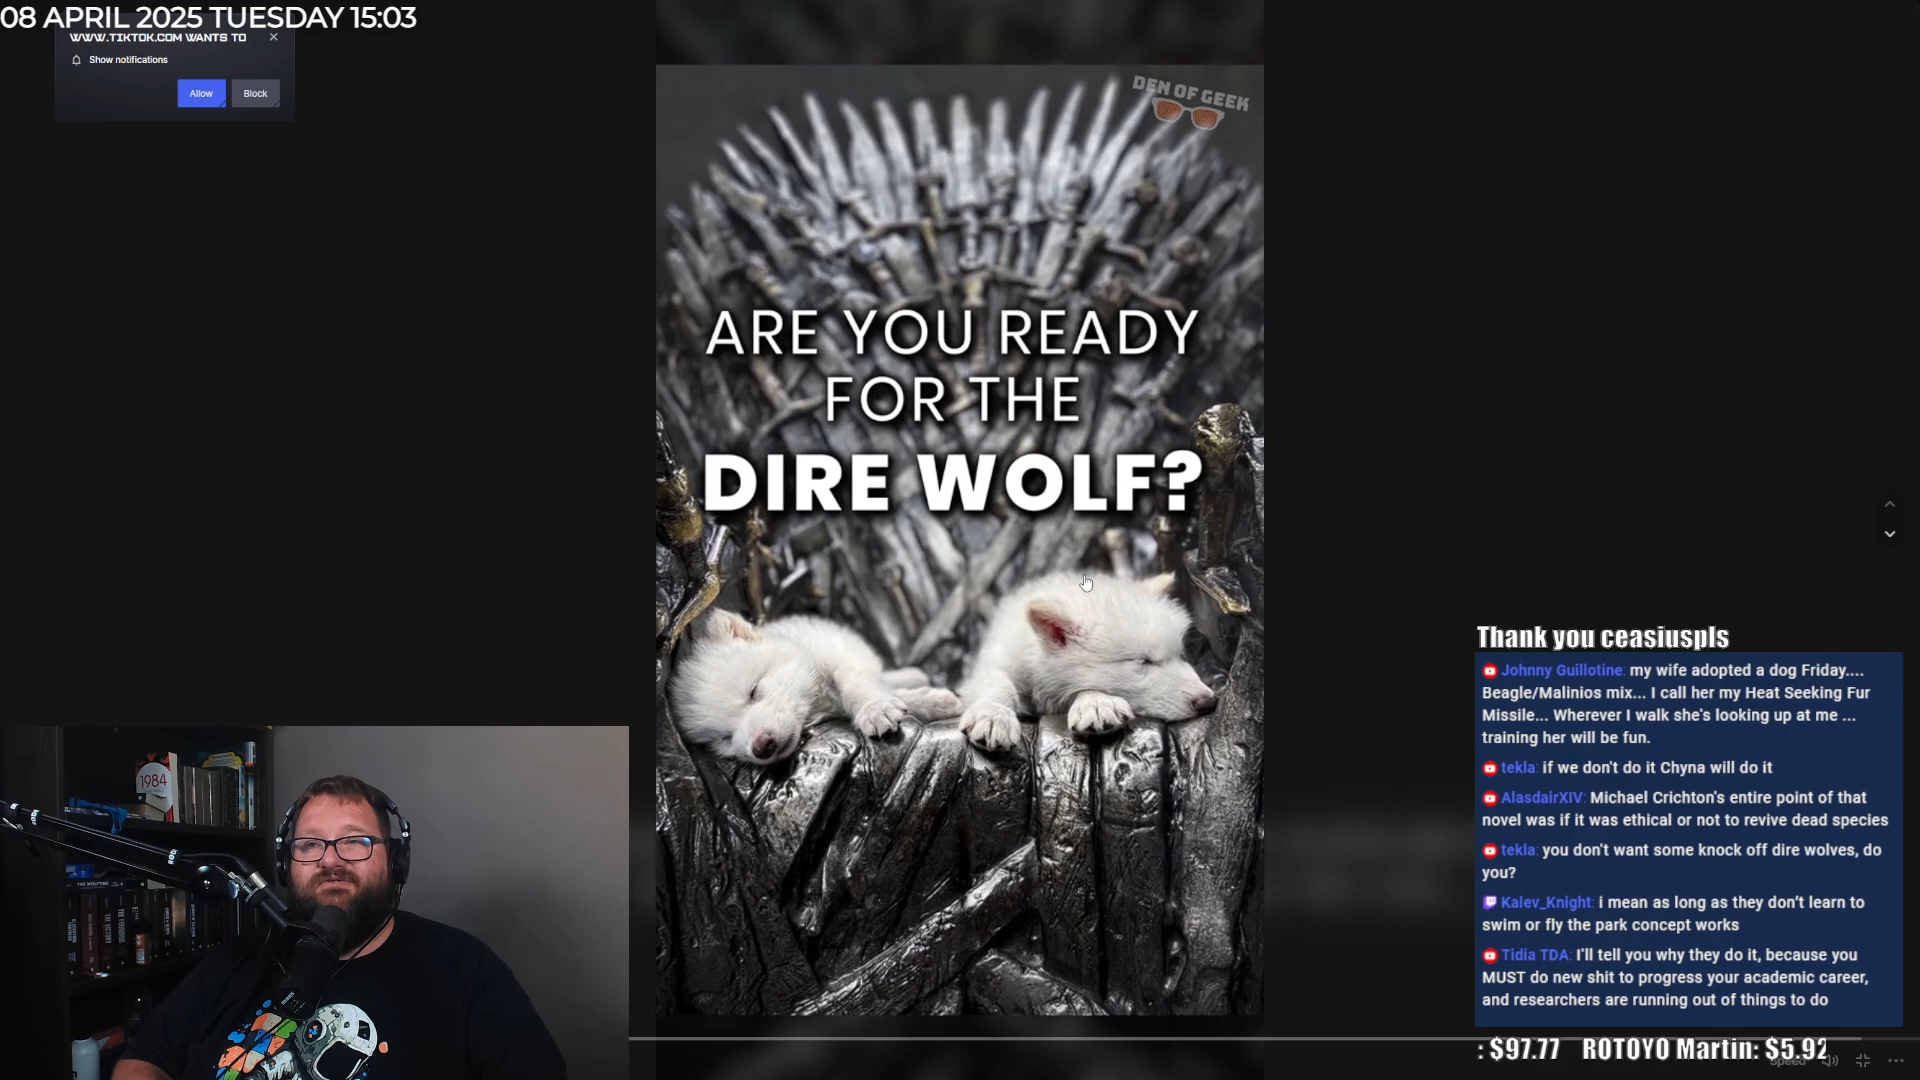 08 APRIL 2025 TUESDAY 15:03
WWW.TIKTOK.COM WANTS TO
Show notifications
Allow
Block
DEN OF GEEK
ARE YOU READY
FOR THE
DIRE WOLF?
1984
Thank you ceasiuspls
Johnny Guillotine: my wife adopted a dog Friday....
Beagle/Malinios mix... I call her my Heat Seeking Fur
Missile... Wherever I walk she's looking up at me ...
training her will be fun.
tekla: if we don't do it Chyna will do it
AlasdairXIV: Michael Crichton's entire point of that
novel was if it was ethical or not to revive dead species
tekla: you don't want some knock off dire wolves, do
you?
Kalev_Knight: i mean as long as they don't learn to
swim or fly the park concept works
Tidia TDA: I'll tell you why they do it, because you
MUST do new shit to progress your academic career,
and researchers are running out of things to do
: $97.77 ROTOYO Martin: $5.92
Speed